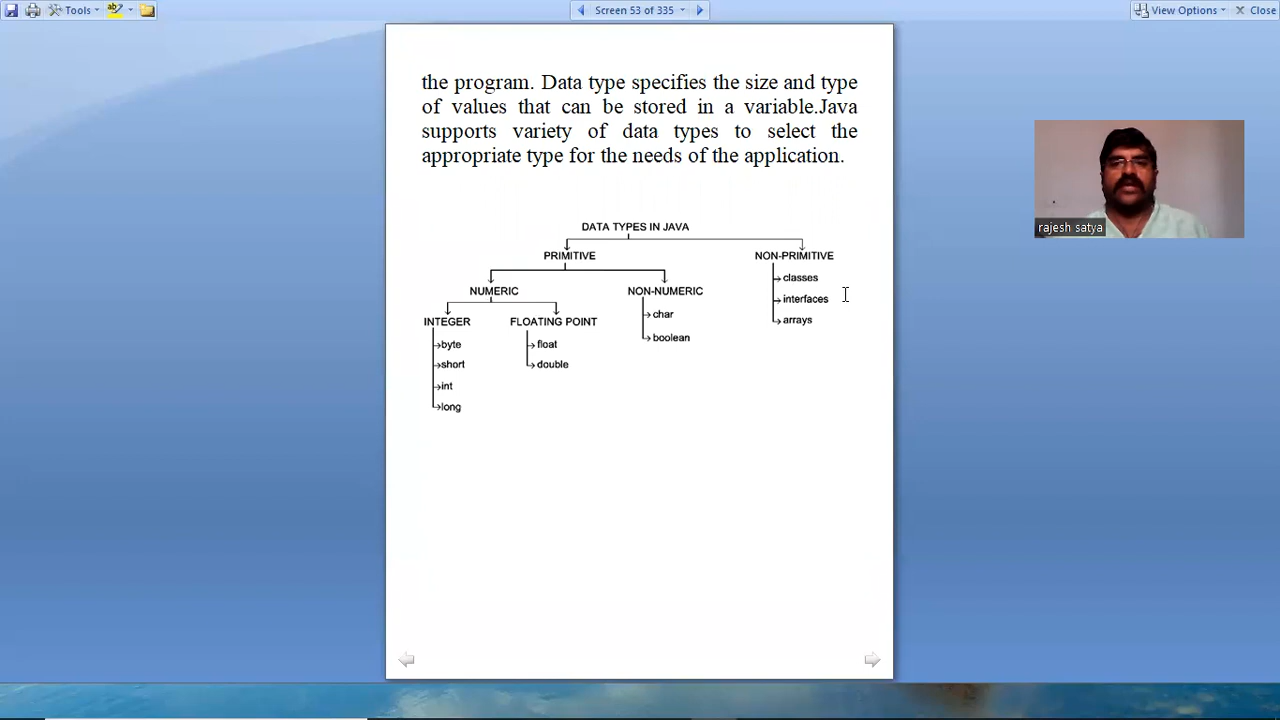 Tools
Screen 53 of 335
View Options
Close
the program. Data type specifies the size and type
of values that can be stored in a variable.Java
supports variety of data types to select the
appropriate type for the needs of the application.
rajesh satya
DATA TYPES IN JAVA
PRIMITIVE
NON-PRIMITIVE
classes
interfaces
arrays
NUMERIC
NON-NUMERIC
char
boolean
INTEGER
FLOATING POINT
byte
float
short
double
int
long